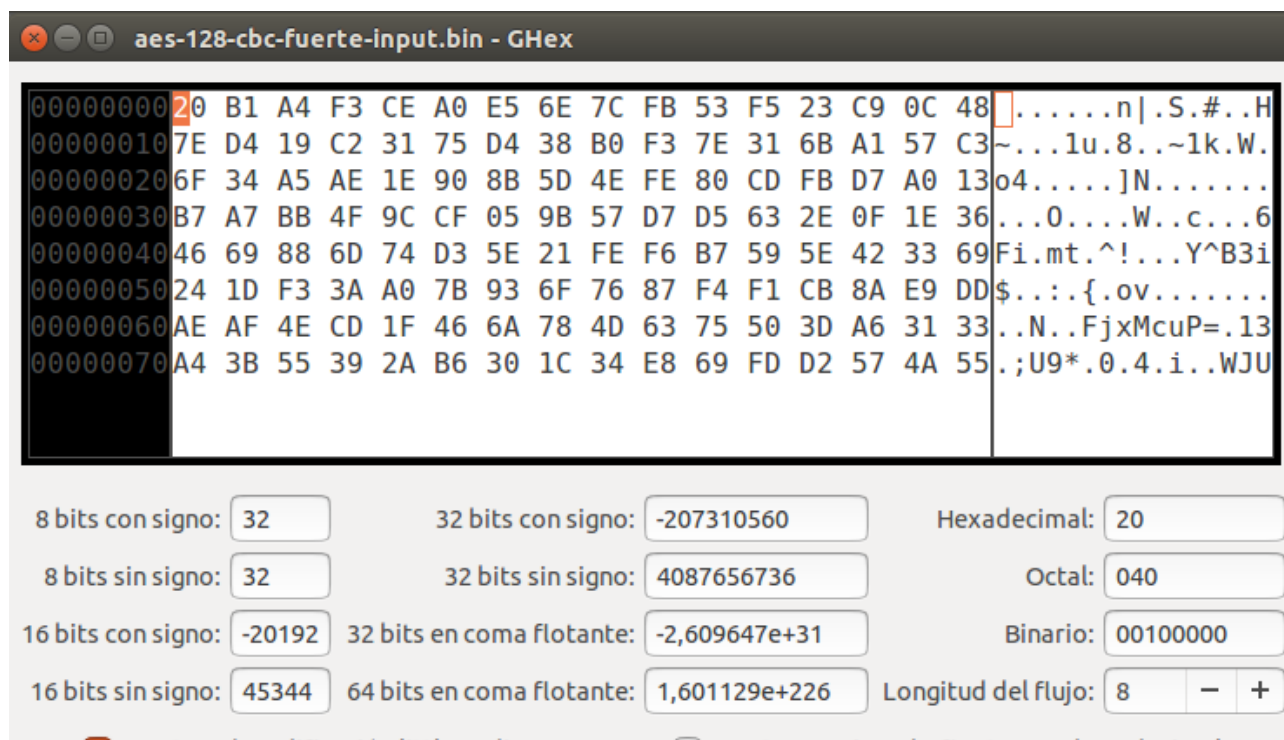 aes-128-cbc-fuerte-input.bin - GHex
00000000 20 B1 A4 F3 CE A0 E5 6E 7C FB 53 F5 23 C9 0C 48 ......n|.S.#..H
00000010 7E D4 19 C2 31 75 D4 38 B0 F3 7E 31 6B A1 57 C3 ~...1u.8..~1k.W.
00000020 6F 34 A5 AE 1E 90 8B 5D 4E FE 80 CD FB D7 A0 13 o4.....]N.......
00000030 B7 A7 BB 4F 9C CF 05 9B 57 D7 D5 63 2E 0F 1E 36 ...O....W..c...6
00000040 46 69 88 6D 74 D3 5E 21 FE F6 B7 59 5E 42 33 69 Fi.mt.^!...Y^B3i
00000050 24 1D F3 3A A0 7B 93 6F 76 87 F4 F1 CB 8A E9 DD $..:.{.ov.......
00000060 AE AF 4E CD 1F 46 6A 78 4D 63 75 50 3D A6 31 33 ..N..FjxMcuP=.13
00000070 A4 3B 55 39 2A B6 30 1C 34 E8 69 FD D2 57 4A 55 .;U9*.0.4.i..WJU
8 bits con signo: 32 32 bits con signo: -207310560 Hexadecimal: 20
8 bits sin signo: 32 32 bits sin signo: 4087656736 Octal: 040
16 bits con signo: -20192 32 bits en coma flotante: -2,609647e+31 Binario: 00100000
16 bits sin signo: 45344 64 bits en coma flotante: 1,601129e+226 Longitud del flujo: 8 − +